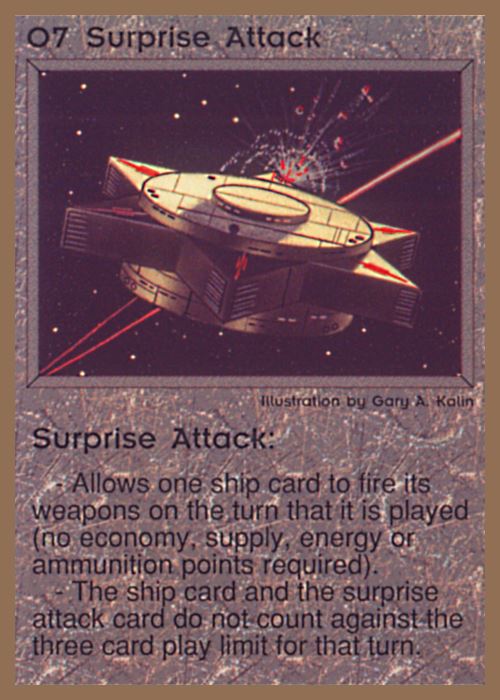 O7 Surprise Attack
Illustration by Gary A. Kalin
Surprise Attack:
- Allows one ship card to fire its
weapons on the turn that it is played
(no economy, supply, energy or
ammunition points required).
- The ship card and the surprise
attack card do not count against the
three card play limit for that turn.